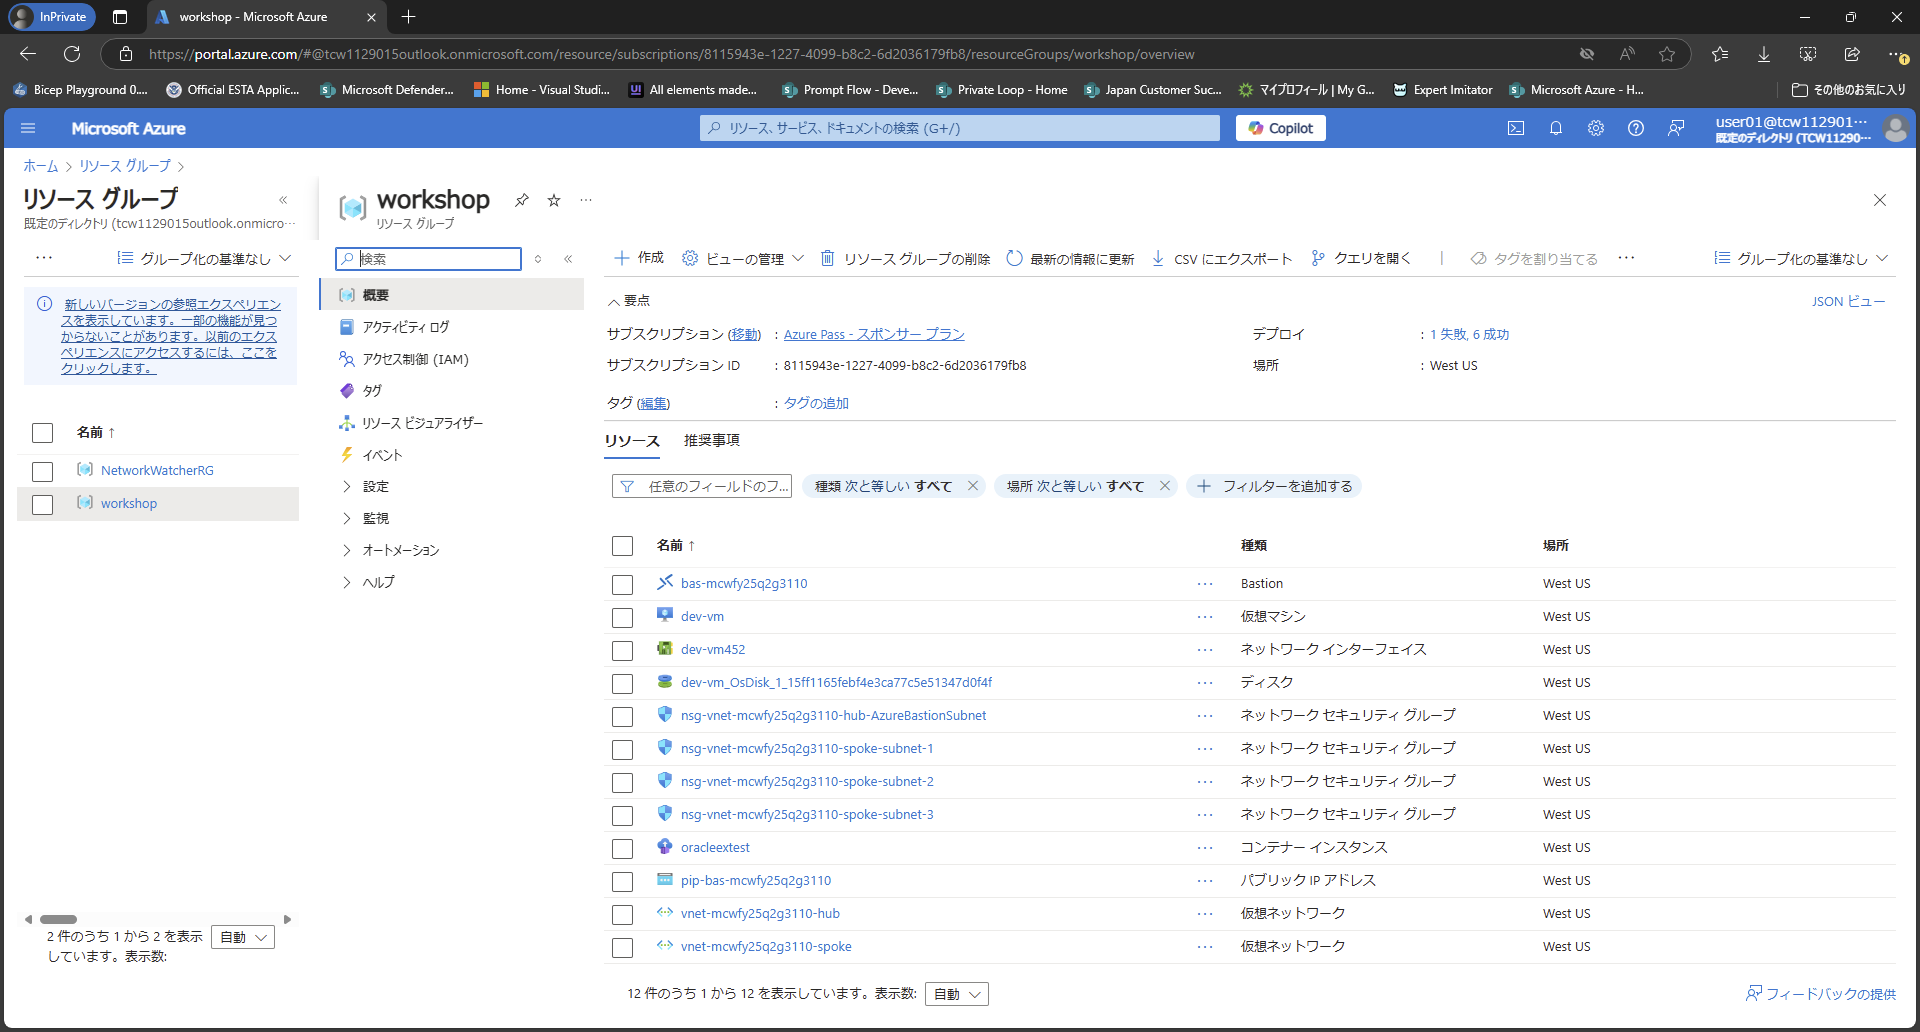 InPrivate
workshop - Microsoft Azure
https://portal.azure.com/#@tcw1129015outlook.onmicrosoft.com/resource/subscriptions/8115943e-1227-4099-b8c2-6d2036179fb8/resourceGroups/workshop/overview
Bicep Playground 0....
Official ESTA Applic...
Microsoft Defender...
Home - Visual Studi...
All elements made...
Prompt Flow - Deve...
Private Loop - Home
Japan Customer Suc...
マイプロフィール | My G...
Expert Imitator
Microsoft Azure - H...
その他のお気に入り
Microsoft Azure
リソース、サービス、ドキュメントの検索 (G+/)
Copilot
user01@tcw112901…
既定のディレクトリ (TCW11290…
ホーム > リソース グループ >
リソース グループ
既定のディレクトリ (tcw1129015outlook.onmicro…
グループ化の基準なし
新しいバージョンの参照エクスペリエン
スを表示しています。一部の機能が見つ
からないことがあります。以前のエクス
ペリエンスにアクセスするには、ここを
クリックします。
名前 ↑
NetworkWatcherRG
workshop
2 件のうち 1 から 2 を表示
しています。表示数:
自動
workshop
リソース グループ
検索
概要
アクティビティ ログ
アクセス制御 (IAM)
タグ
リソース ビジュアライザー
イベント
設定
監視
オートメーション
ヘルプ
作成
ビューの管理
リソース グループの削除
最新の情報に更新
CSV にエクスポート
クエリを開く
タグを割り当てる
グループ化の基準なし
要点
JSON ビュー
サブスクリプション (移動) : Azure Pass - スポンサー プラン
デプロイ : 1 失敗, 6 成功
サブスクリプション ID : 8115943e-1227-4099-b8c2-6d2036179fb8
場所 : West US
タグ (編集) : タグの追加
リソース 推奨事項
任意のフィールドのフ...
種類 次と等しい すべて
場所 次と等しい すべて
フィルターを追加する
名前 ↑ 種類 場所
bas-mcwfy25q2g3110 Bastion West US
dev-vm 仮想マシン West US
dev-vm452 ネットワーク インターフェイス West US
dev-vm_OsDisk_1_15ff1165febf4e3ca77c5e51347d0f4f ディスク West US
nsg-vnet-mcwfy25q2g3110-hub-AzureBastionSubnet ネットワーク セキュリティ グループ West US
nsg-vnet-mcwfy25q2g3110-spoke-subnet-1 ネットワーク セキュリティ グループ West US
nsg-vnet-mcwfy25q2g3110-spoke-subnet-2 ネットワーク セキュリティ グループ West US
nsg-vnet-mcwfy25q2g3110-spoke-subnet-3 ネットワーク セキュリティ グループ West US
oracleextest コンテナー インスタンス West US
pip-bas-mcwfy25q2g3110 パブリック IP アドレス West US
vnet-mcwfy25q2g3110-hub 仮想ネットワーク West US
vnet-mcwfy25q2g3110-spoke 仮想ネットワーク West US
12 件のうち 1 から 12 を表示しています。表示数: 自動
フィードバックの提供